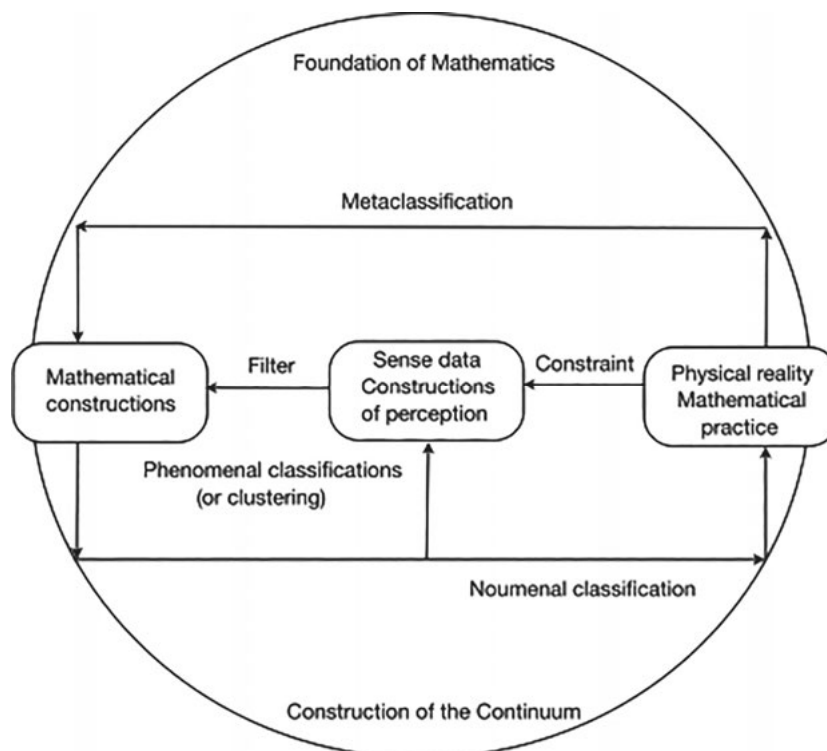 Foundation of Mathematics
Metaclassification
Mathematical
constructions
Filter
Sense data
Constructions
of perception
Constraint
Physical reality
Mathematical
practice
Phenomenal classifications
(or clustering)
Noumenal classification
Construction of the Continuum